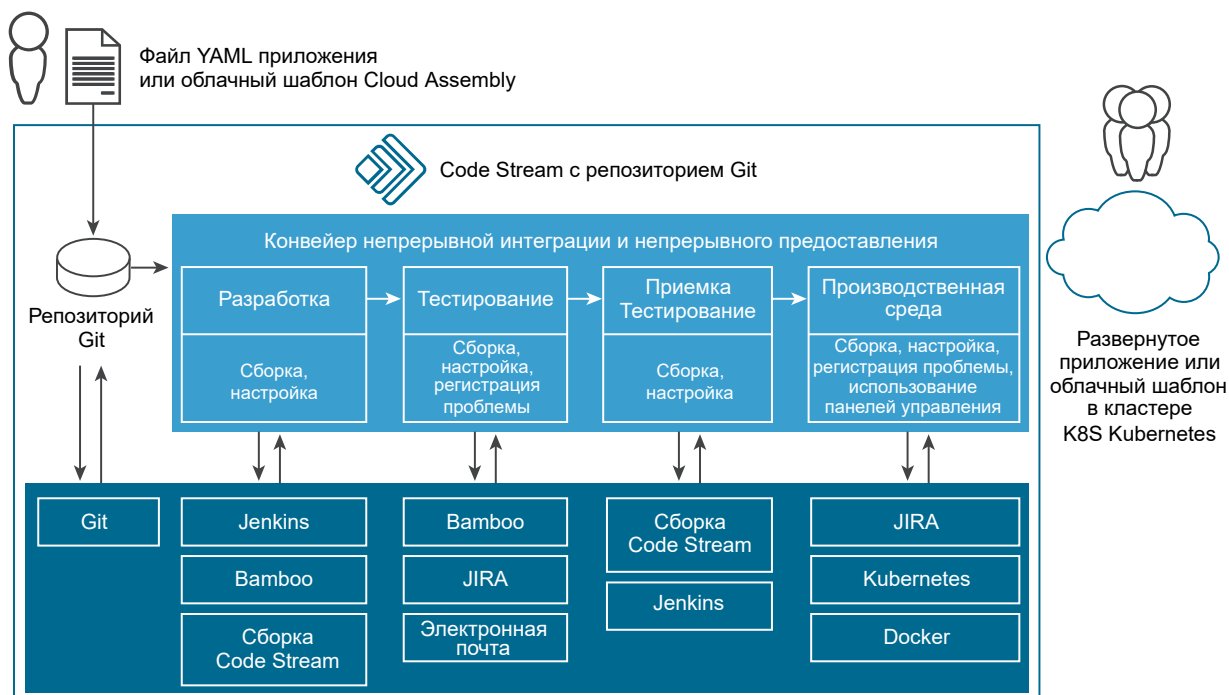 Файл YAML приложения
или облачный шаблон Cloud Assembly
Code Stream с репозиторием Git
Конвейер непрерывной интеграции и непрерывного предоставления
Репозиторий
Git
Разработка
Сборка,
настройка
Тестирование
Сборка,
настройка,
регистрация
проблемы
Приемка
Тестирование
Сборка,
настройка
Производственная
среда
Сборка, настройка,
регистрация проблемы,
использование
панелей управления
Развернутое
приложение или
облачный шаблон
в кластере
K8S Kubernetes
Git
Jenkins
Bamboo
Сборка
Code Stream
Bamboo
JIRA
Электронная
почта
Сборка
Code Stream
Jenkins
JIRA
Kubernetes
Docker